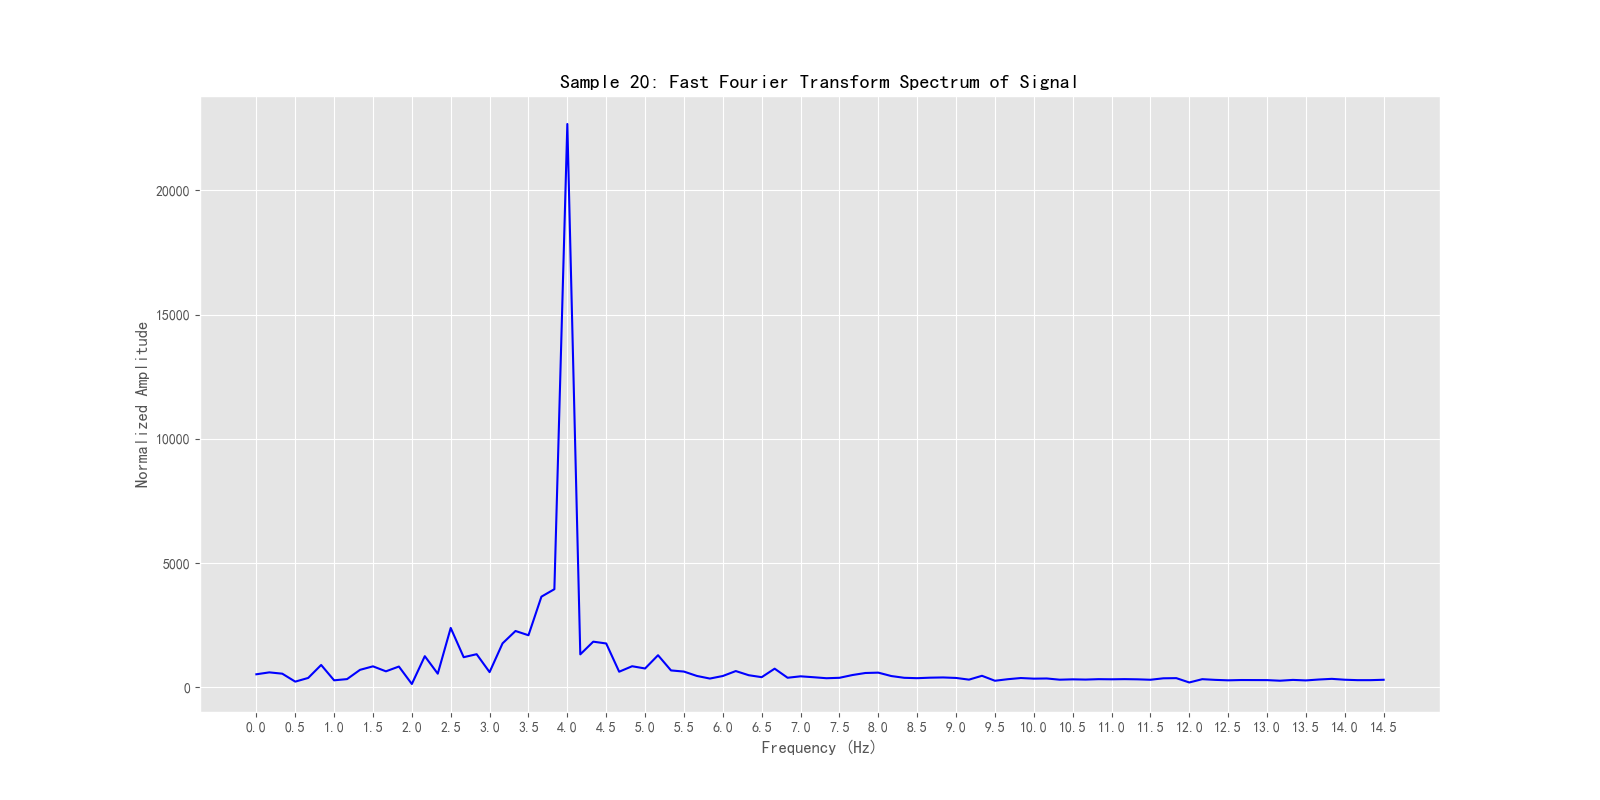 Sample 20: Fast Fourier Transform Spectrum of Signal
Normalized Amplitude
20000
15000
10000
5000
0
0.0 0.5 1.0 1.5 2.0 2.5 3.0 3.5 4.0 4.5 5.0 5.5 6.0 6.5 7.0 7.5 8.0 8.5 9.0 9.5 10.0 10.5 11.0 11.5 12.0 12.5 13.0 13.5 14.0 14.5
Frequency (Hz)